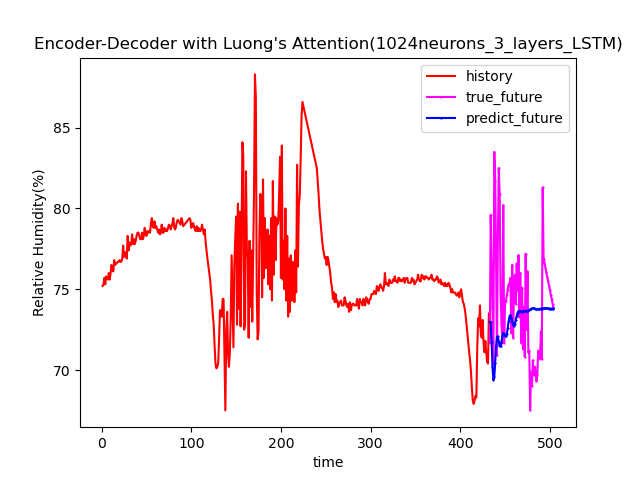 Encoder-Decoder with Luong's Attention(1024neurons_3_layers_LSTM)
history
true_future
predict_future
Relative Humidity(%)
85
80
75
70
0 100 200 300 400 500
time